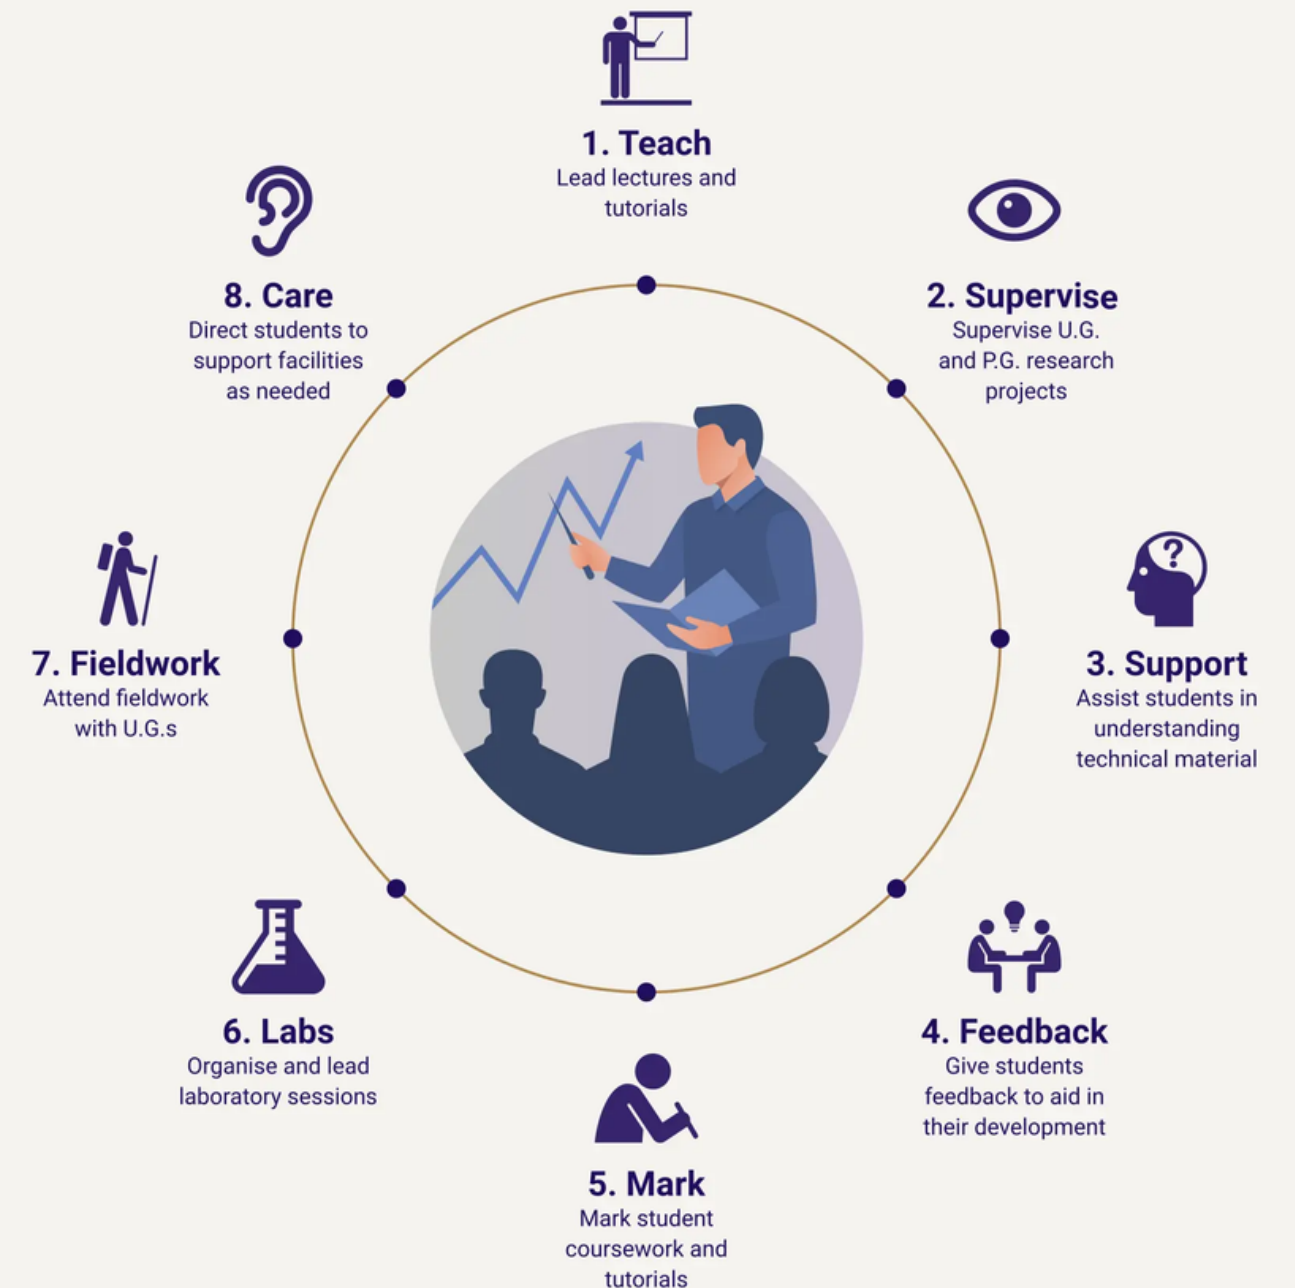 1. Teach
Lead lectures and
tutorials
2. Supervise
Supervise U.G.
and P.G. research
projects
3. Support
Assist students in
understanding
technical material
4. Feedback
Give students
feedback to aid in
their development
5. Mark
Mark student
coursework and
tutorials
6. Labs
Organise and lead
laboratory sessions
7. Fieldwork
Attend fieldwork
with U.G.s
8. Care
Direct students to
support facilities
as needed
?